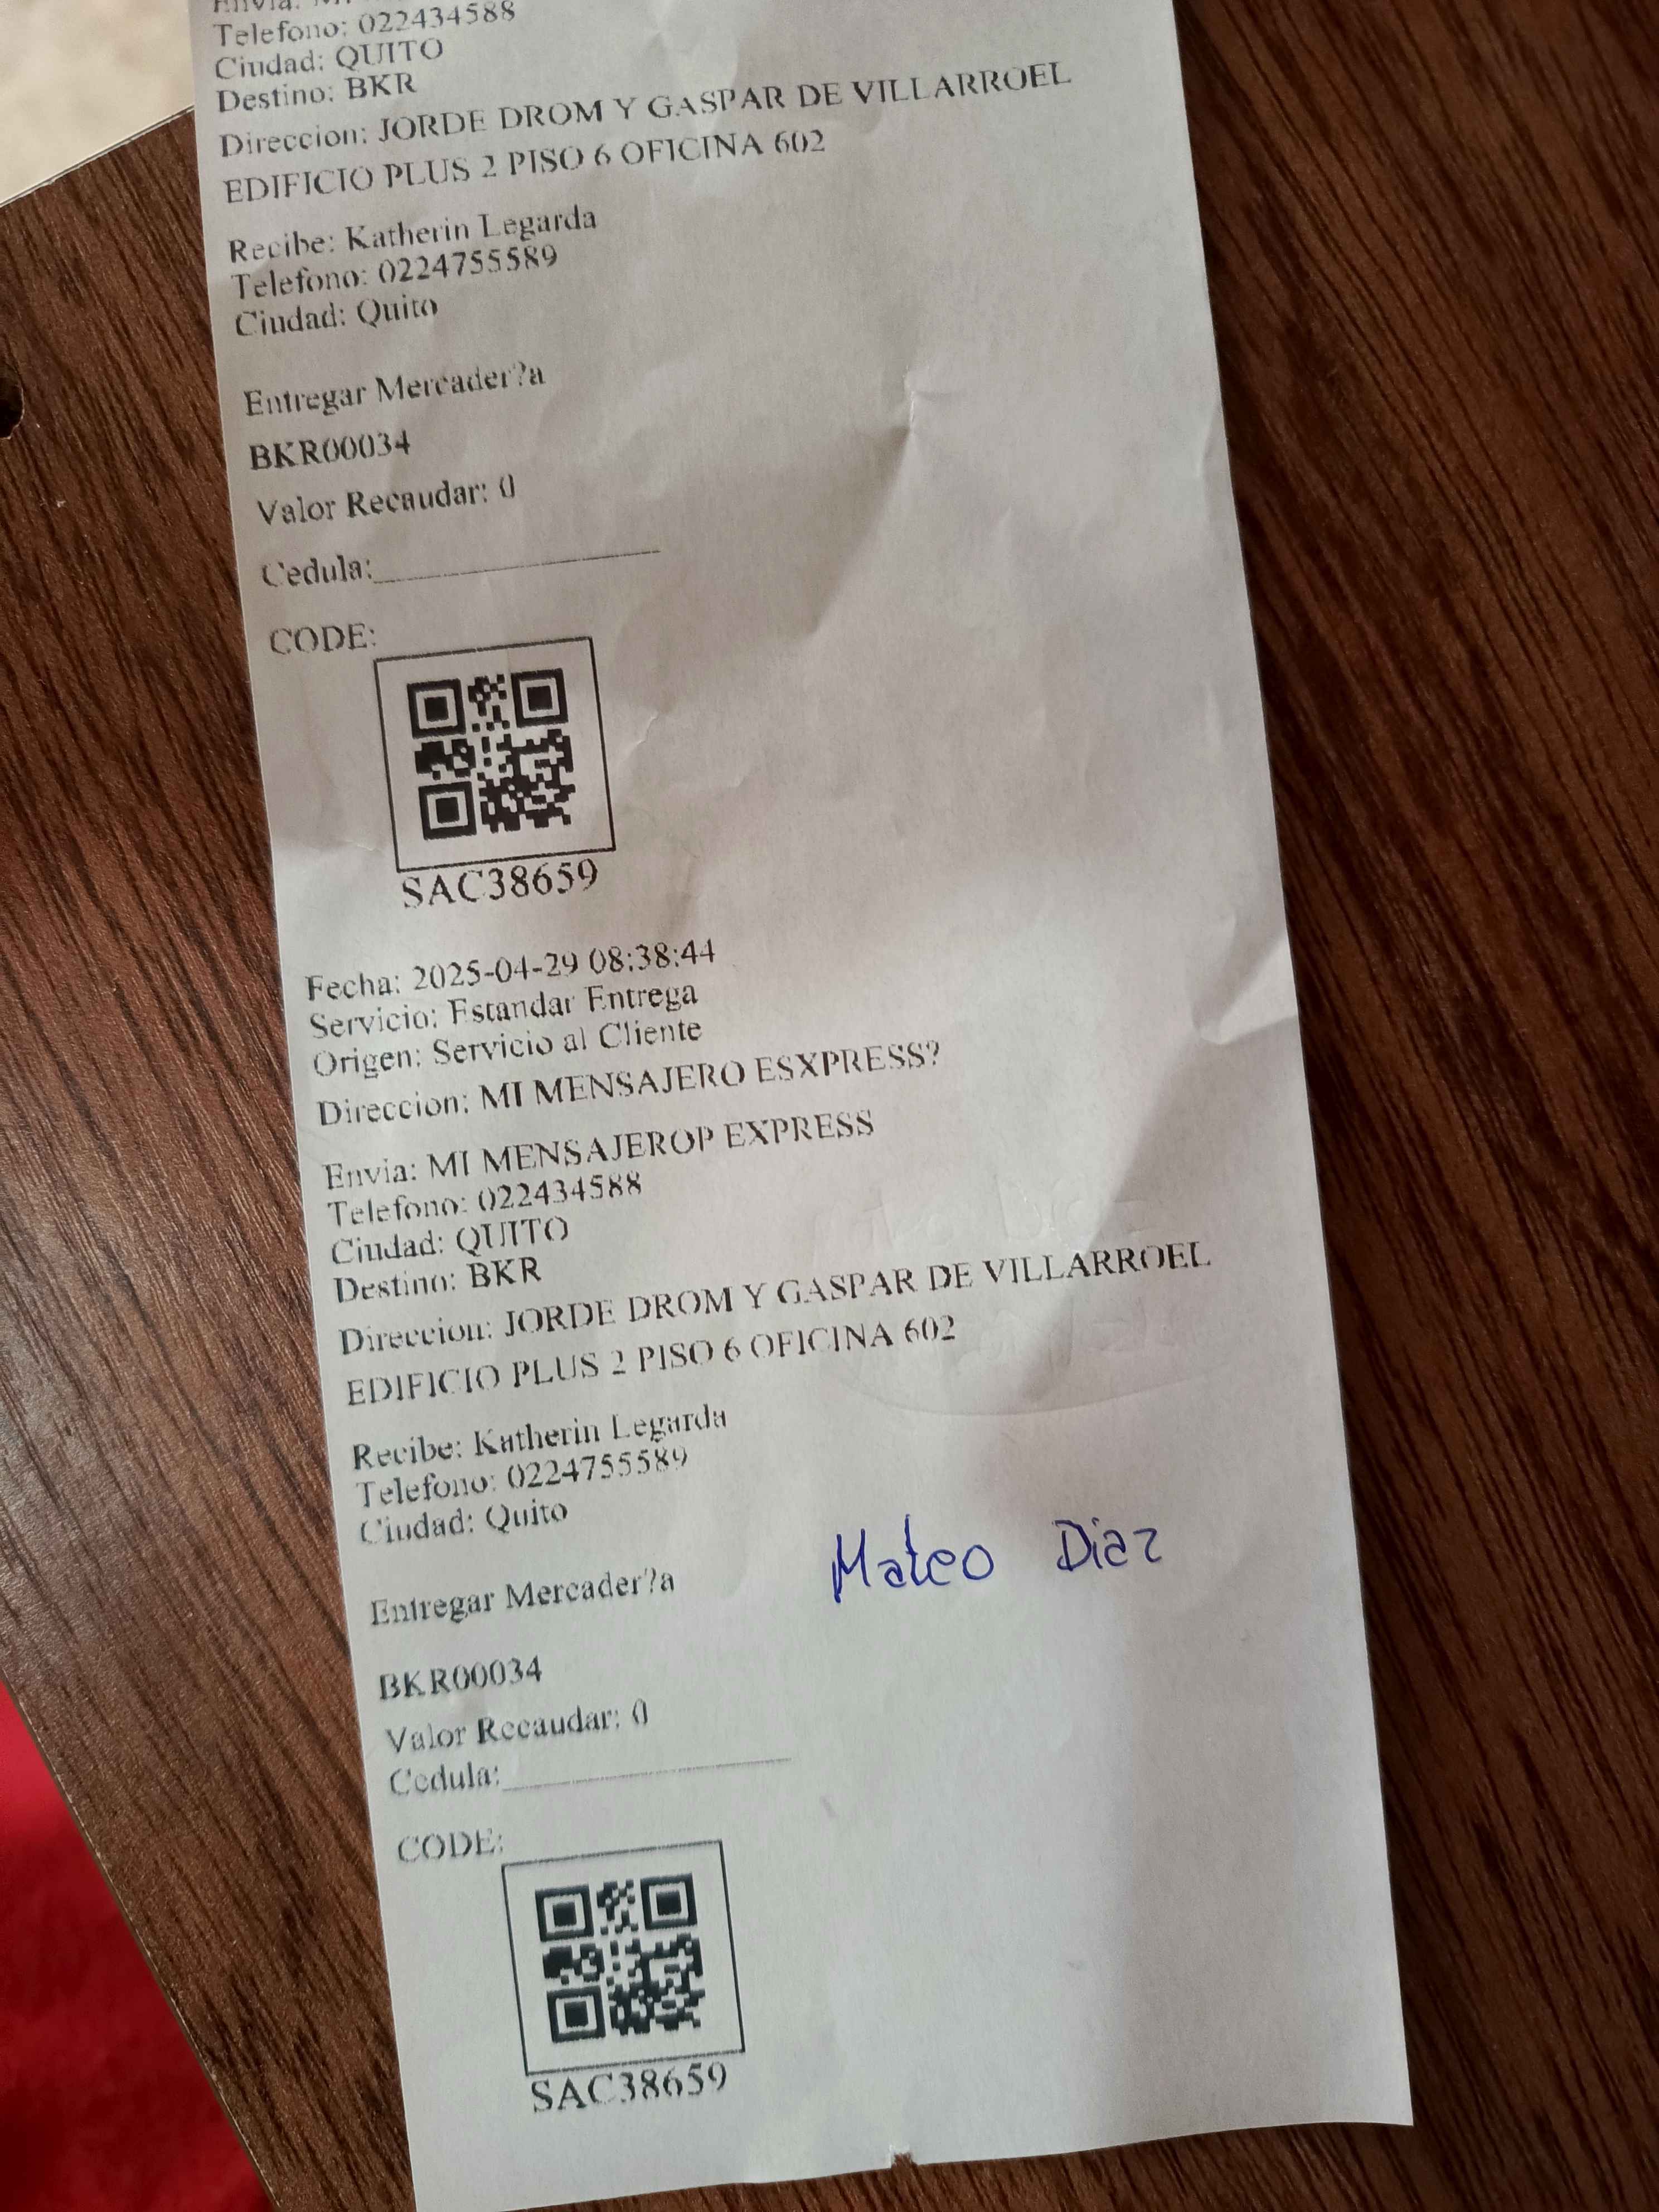 Envia: MI
Telefono: 022434588
Ciudad: QUITO
Destino: BKR
Direccion: JORDE DROM Y GASPAR DE VILLARROEL
EDIFICIO PLUS 2 PISO 6 OFICINA 602
Recibe: Katherin Legarda
Telefono: 0224755589
Ciudad: Quito
Entregar Mercader?a
BKR00034
Valor Recaudar: 0
Cedula:____________________
CODE:
SAC38659
Fecha: 2025-04-29 08:38:44
Servicio: Estandar Entrega
Origen: Servicio al Cliente
Direccion: MI MENSAJERO ESXPRESS?
Envia: MI MENSAJEROP EXPRESS
Telefono: 022434588
Ciudad: QUITO
Destino: BKR
Direccion: JORDE DROM Y GASPAR DE VILLARROEL
EDIFICIO PLUS 2 PISO 6 OFICINA 602
Recibe: Katherin Legarda
Telefono: 0224755589
Ciudad: Quito
Mateo Diaz
Entregar Mercader?a
BKR00034
Valor Recaudar: 0
Cedula:____________________
CODE:
SAC38659